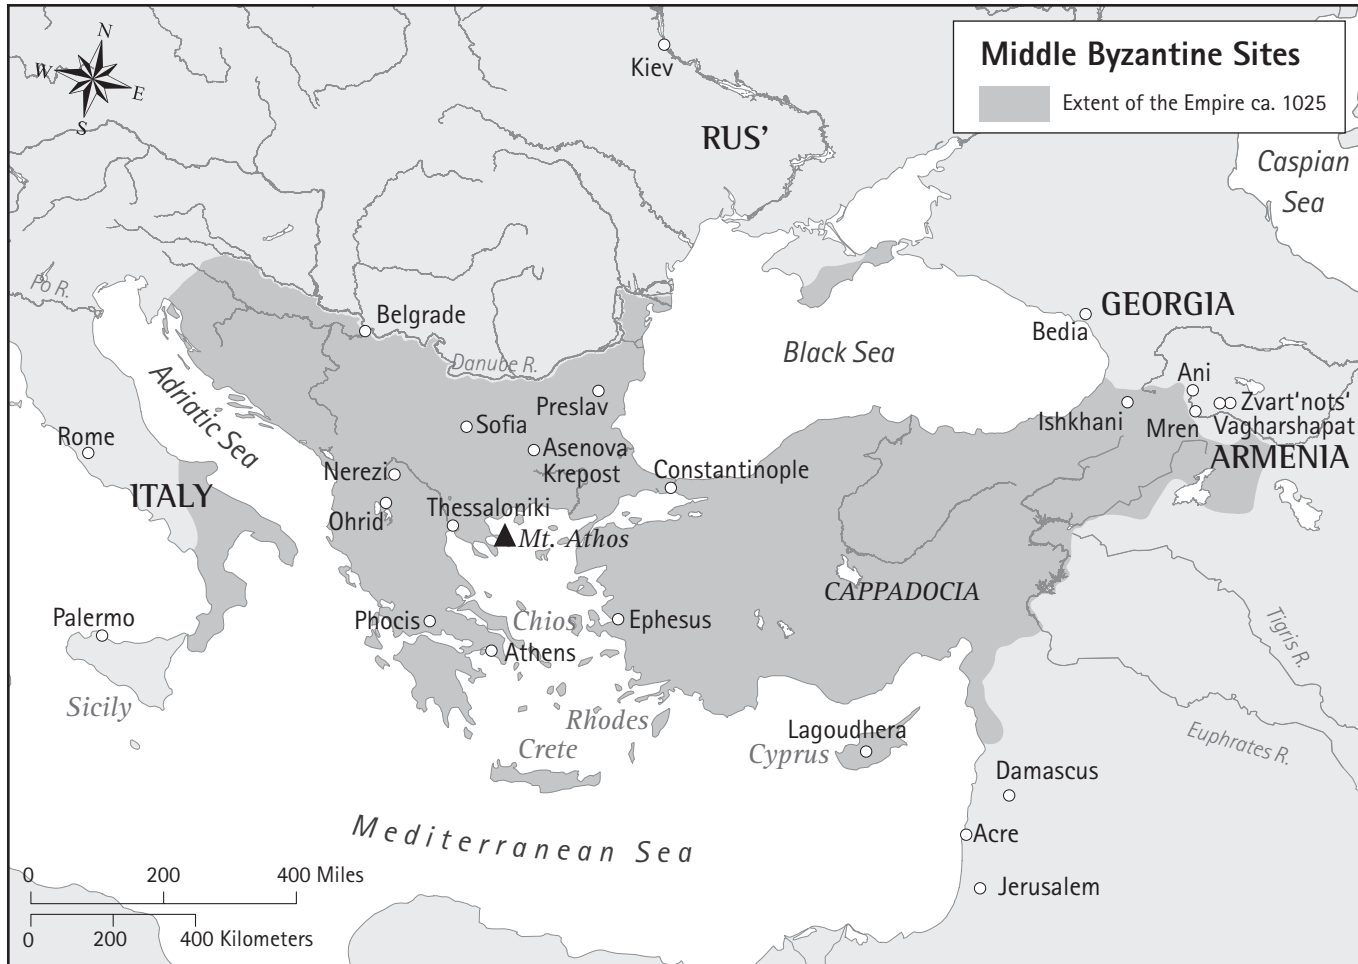 N
W
E
S
Kiev
Middle Byzantine Sites
Extent of the Empire ca. 1025
RUS’
Caspian
Sea
Po R.
Belgrade
GEORGIA
Bedia
Black Sea
Danube R.
Adriatic Sea
Preslav
Ani
Zvart‘nots‘
Ishkhani
Mren
Vagharshapat
Sofia
Rome
Asenova
Krepost
ARMENIA
Nerezi
Constantinople
ITALY
Ohrid
Thessaloniki
Mt. Athos
CAPPADOCIA
Palermo
Phocis
Chios
Ephesus
Tigris R.
Athens
Sicily
Rhodes
Lagoudhera
Crete
Cyprus
Euphrates R.
Damascus
Mediterranean Sea
Acre
0 200 400 Miles
Jerusalem
0 200 400 Kilometers